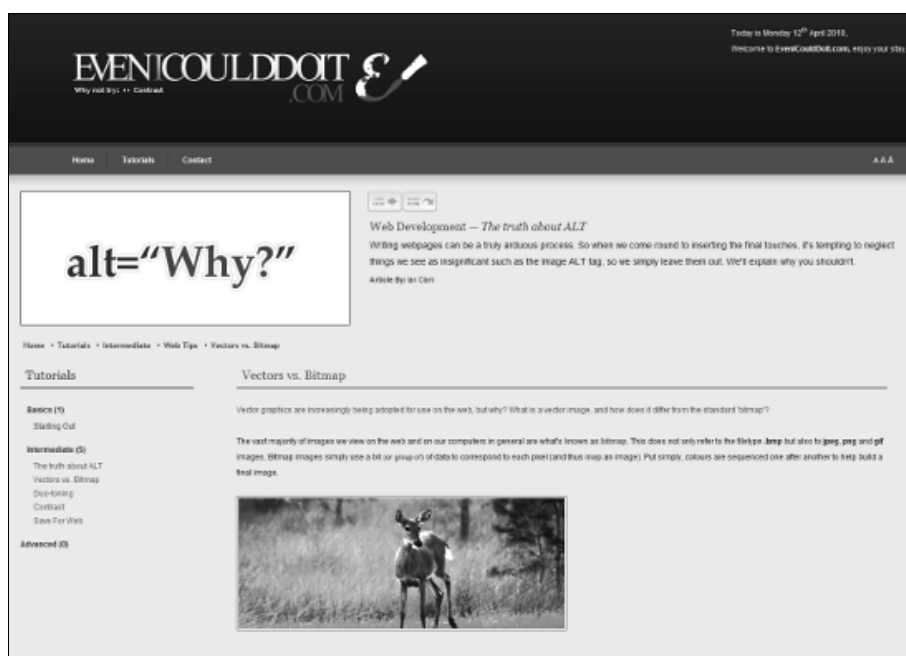 Today is Monday 12th April 2010,
Welcome to EvenICouldDoIt.com, enjoy your stay
EVENICOULDDOIT
.COM
Why not try: ↔ Contrast
Home Tutorials Contact
A A A
alt="Why?"
Web Development — The truth about ALT
Writing webpages can be a truly arduous process. So when we come round to inserting the final touches, it's tempting to neglect
things we see as insignificant such as the image ALT tag, so we simply leave them out. We'll explain why you shouldn't.
Article By: Ian Clark
Home • Tutorials • Intermediate • Web Tips • Vectors vs. Bitmap
Tutorials
Basics (1)
Starting Out
Intermediate (5)
The truth about ALT
Vectors vs. Bitmap
Duo-toning
Contrast
Save For Web
Advanced (0)
Vectors vs. Bitmap
Vector graphics are increasingly being adopted for use on the web, but why? What is a vector image, and how does it differ from the standard 'bitmap'?
The vast majority of images we view on the web and on our computers in general are what's known as bitmap. This does not only refer to the filetype .bmp but also to jpeg, png and gif
images. Bitmap images simply use a bit (or group of) of data to correspond to each pixel (and thus map an image). Put simply, colours are sequenced one after another to help build a
final image.